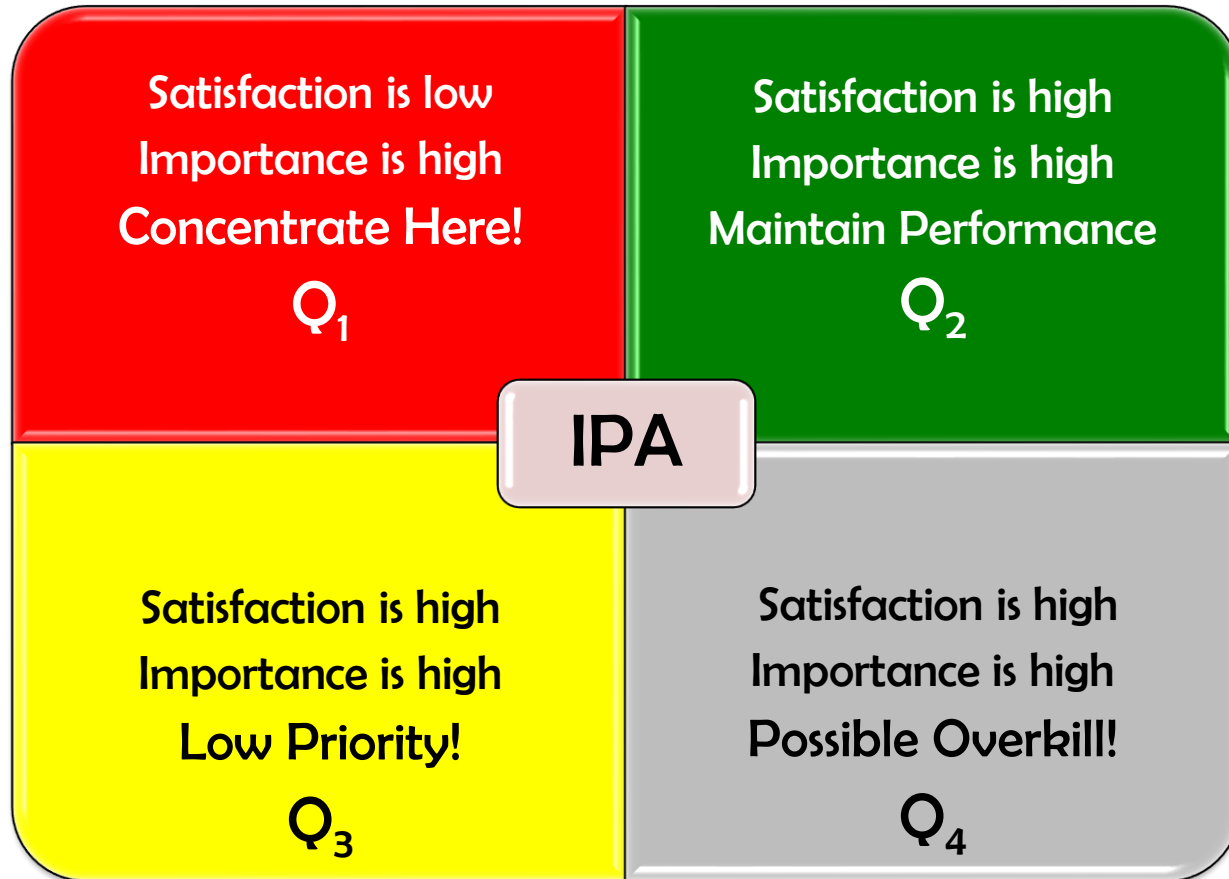 Satisfaction is low
Importance is high
Concentrate Here!
Q₁
Satisfaction is high
Importance is high
Maintain Performance
Q₂
IPA
Satisfaction is high
Importance is high
Low Priority!
Q₃
Satisfaction is high
Importance is high
Possible Overkill!
Q₄